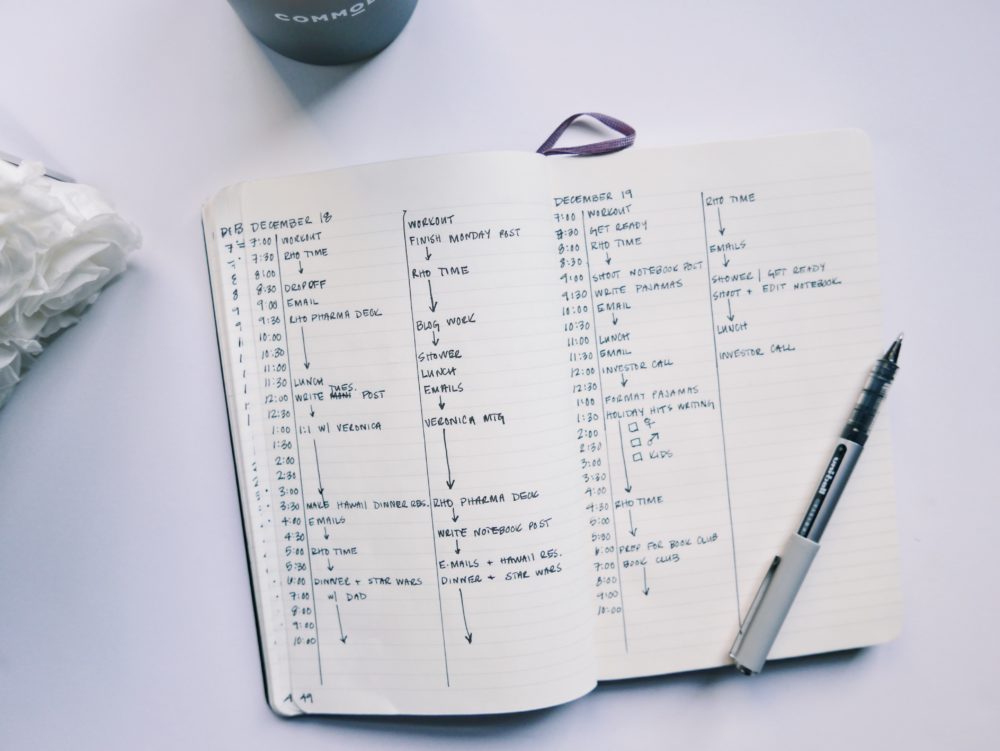 COMMO
DEB
DECEMBER 18
7:00 WORKOUT WORKOUT
7:30 RHO TIME FINISH MONDAY POST
8:00 ↓ ↓
8:30 DROPOFF RHO TIME
9:00 EMAIL ↓
9:30 RHO PHARMA DECK
10:00 ↓ BLOG WORK
10:30 ↓
11:00 SHOWER
11:30 LUNCH LUNCH
12:00 WRITE TUES. POST EMAILS
12:30 ↓ ↓
1:00 1:1 W/ VERONICA VERONICA MTG
1:30 ↓ ↓
2:00
2:30
3:00
3:30 MAKE HAWAII DINNER RES. RHO PHARMA DECK
4:00 EMAILS ↓
4:30 ↓ WRITE NOTEBOOK POST
5:00 RHO TIME ↓
5:30 ↓ E-MAILS + HAWAII RES.
6:00 DINNER + STAR WARS DINNER + STAR WARS
7:00 W/ DAD ↓
8:00 ↓
9:00
10:00
49
DECEMBER 19
7:00 WORKOUT RHO TIME
7:30 GET READY ↓
8:00 RHO TIME
8:30 ↓ EMAILS
9:00 SHOOT NOTEBOOK POST ↓
9:30 WRITE PAJAMAS SHOWER / GET READY
10:00 EMAIL SHOOT + EDIT NOTEBOOK
10:30 ↓ ↓
11:00 LUNCH LUNCH
11:30 EMAIL
12:00 INVESTOR CALL INVESTOR CALL
12:30 ↓
1:00 FORMAT PAJAMAS
1:30 HOLIDAY HITS WRITING
2:00 ☐ ♀
2:30 ☐ ♂
3:00 ☐ KIDS
3:30
4:00 ↓
4:30 RHO TIME
5:00 ↓
5:30
6:00 PREP FOR BOOK CLUB
7:00 BOOK CLUB
8:00 ↓
9:00
10:00
uniball